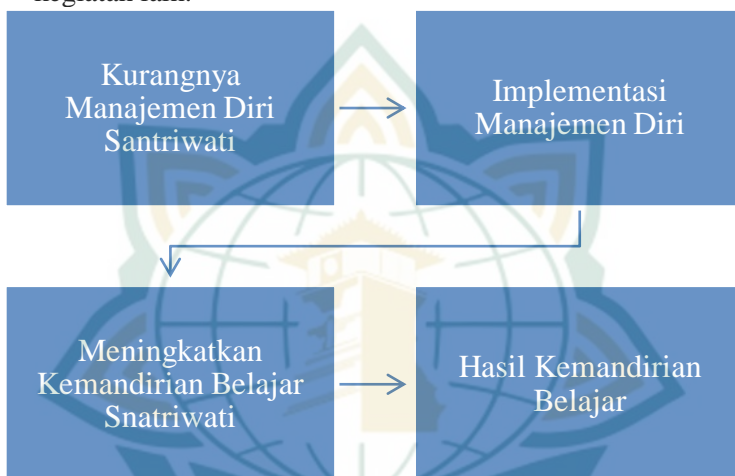 Kurangnya
Manajemen Diri
Santriwati
Implementasi
Manajemen Diri
Meningkatkan
Kemandirian Belajar
Snatriwati
Hasil Kemandirian
Belajar